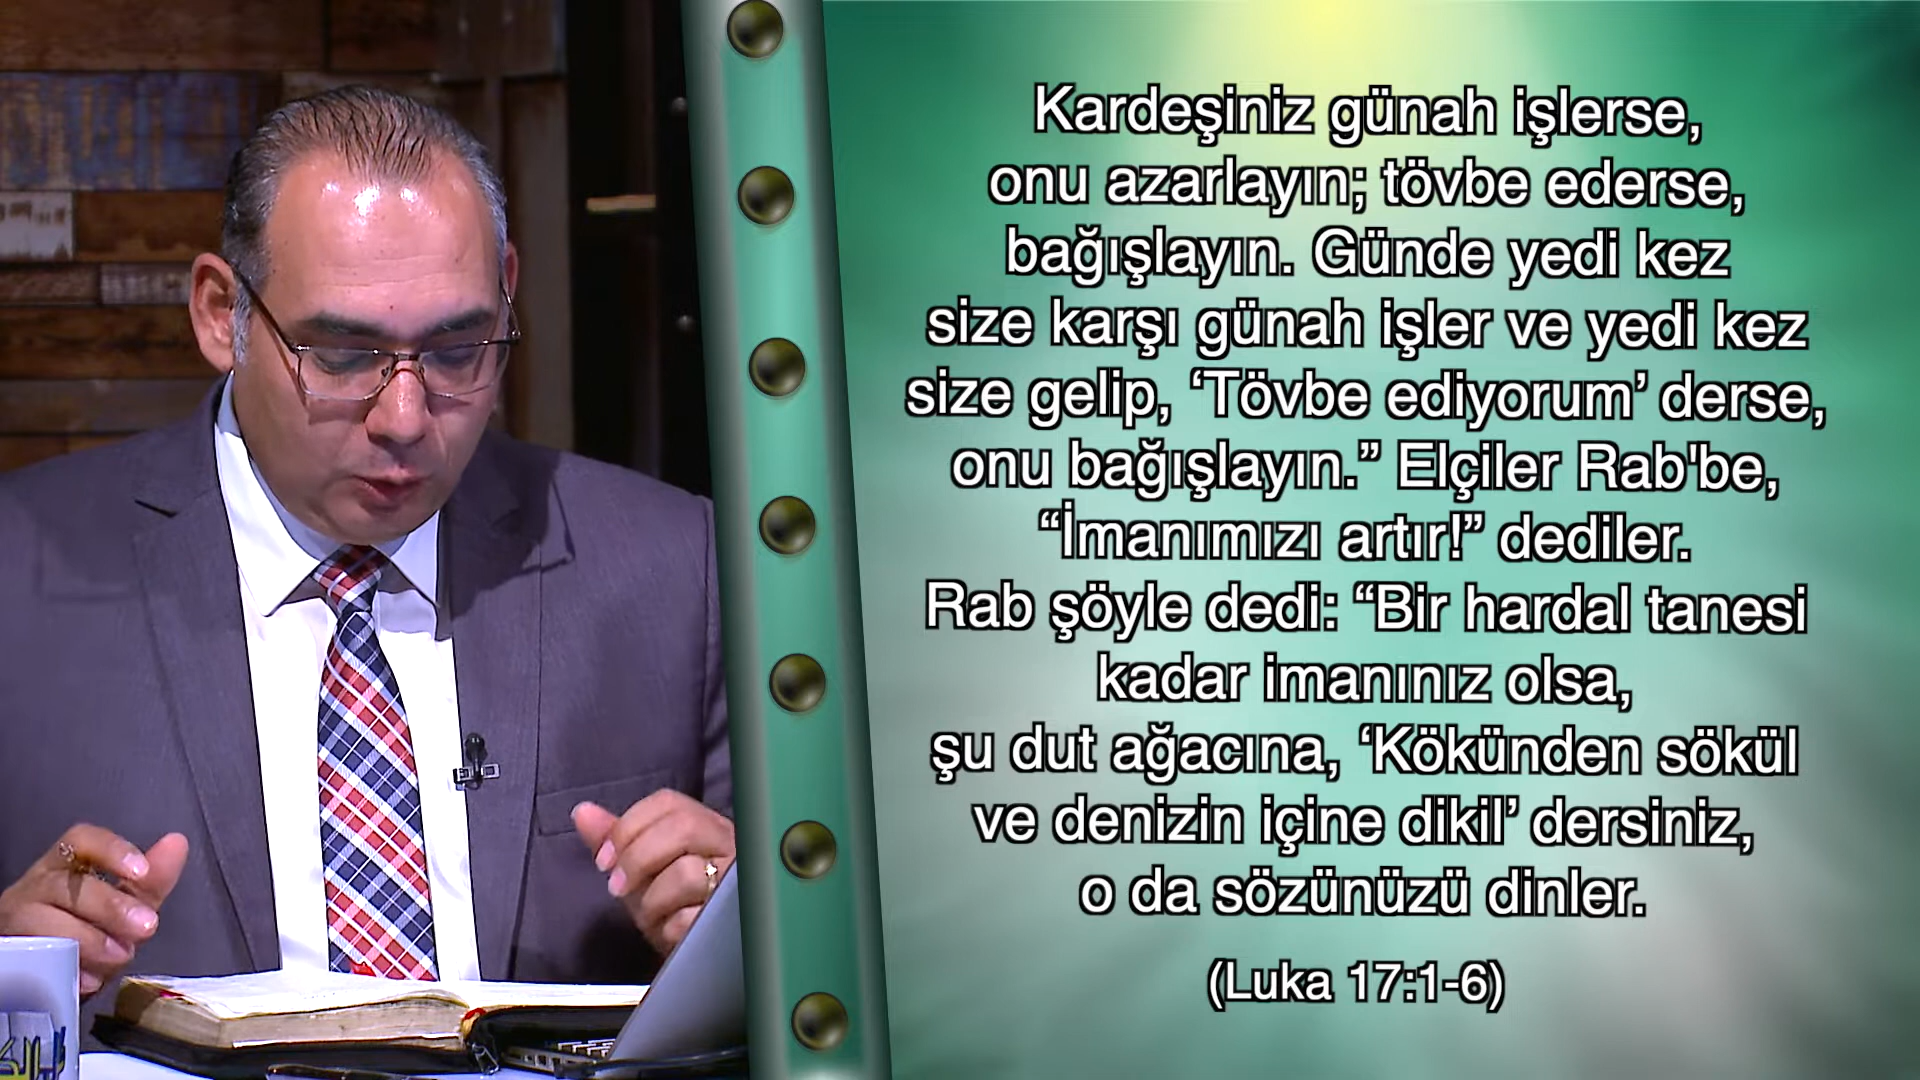 Kardeşiniz günah işlerse,
onu azarlayın; tövbe ederse,
bağışlayın. Günde yedi kez
size karşı günah işler ve yedi kez
size gelip, ‘Tövbe ediyorum’ derse,
onu bağışlayın.” Elçiler Rab'be,
“İmanımızı artır!” dediler.
Rab şöyle dedi: “Bir hardal tanesi
kadar imanınız olsa,
şu dut ağacına, ‘Kökünden sökül
ve denizin içine dikil’ dersiniz,
o da sözünüzü dinler.
(Luka 17:1-6)